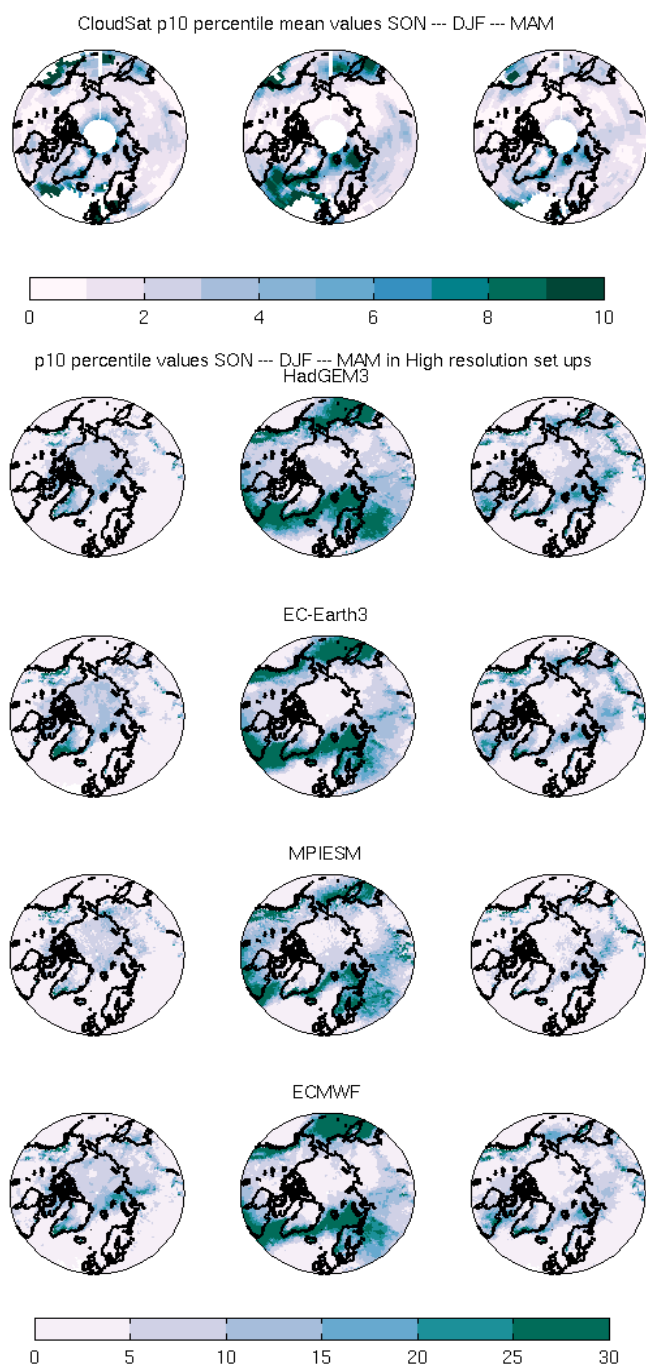 CloudSat p10 percentile mean values SON --- DJF --- MAM
0 2 4 6 8 10
p10 percentile values SON --- DJF --- MAM in High resolution set ups
HadGEM3
EC-Earth3
MPIESM
ECMWF
0 5 10 15 20 25 30